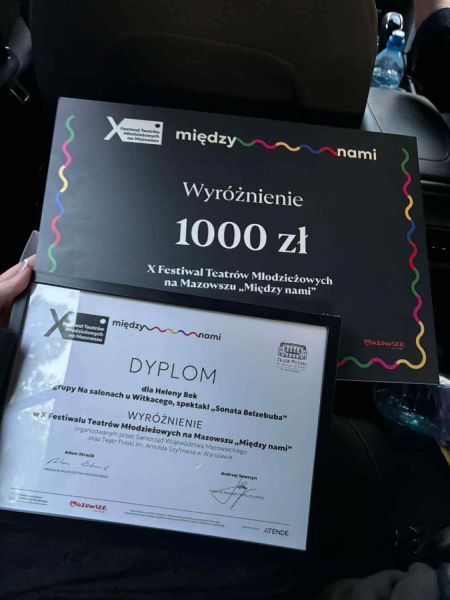 X Festiwal Teatrów
Młodzieżowych
na Mazowszu
między nami
Wyróżnienie
1000 zł
X Festiwal Teatrów Młodzieżowych
na Mazowszu „Między nami”
Mazowsze.
X Festiwal Teatrów
Młodzieżowych
na Mazowszu
między nami
TEATR POLSKI
DYPLOM
dla Heleny Bek
grupy Na salonach u Witkacego, spektakl „Sonata Belzebuba”
WYRÓŻNIENIE
w X Festiwalu Teatrów Młodzieżowych na Mazowszu „Między nami”
organizowanym przez Samorząd Województwa Mazowieckiego
oraz Teatr Polski im. Arnolda Szyfmana w Warszawie
Adam Struzik
Andrzej Seweryn
Mazowsze.
ATENDE